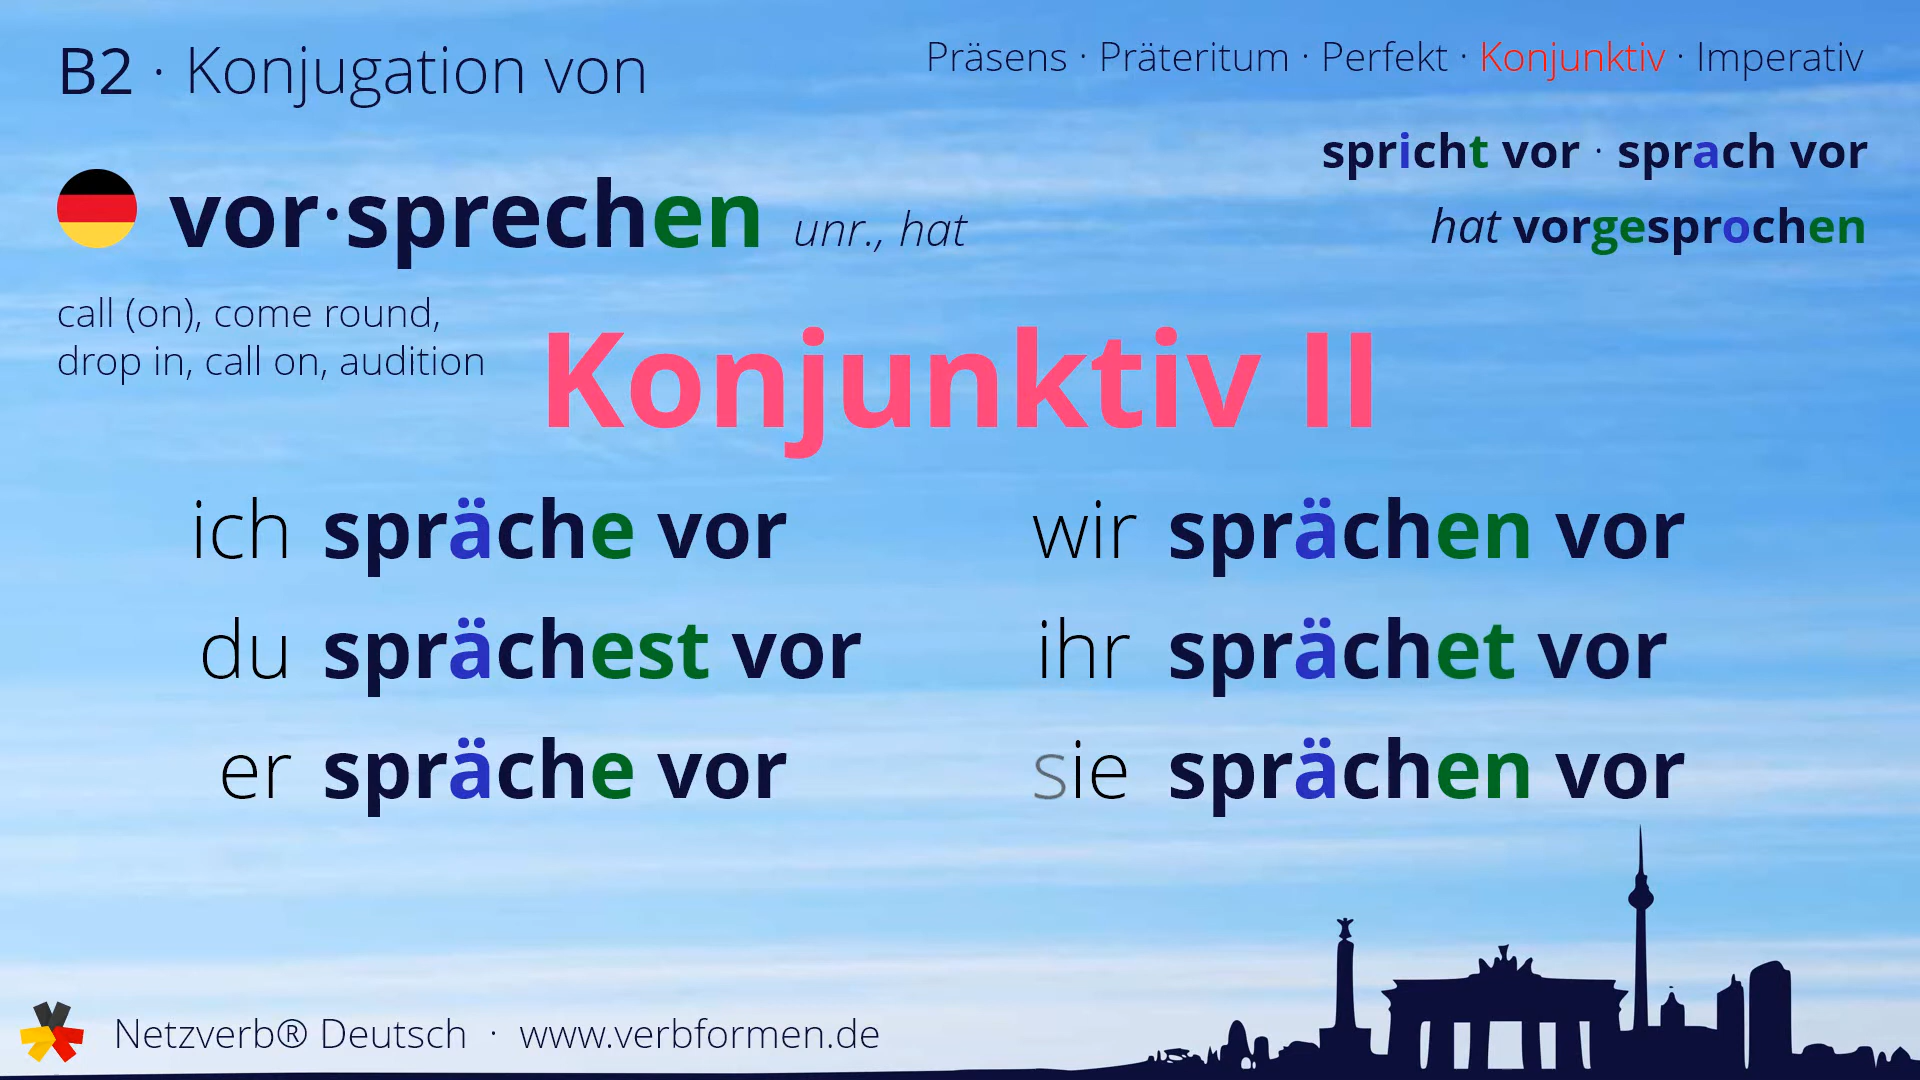 B2 · Konjugation von
Präsens · Präteritum · Perfekt · Konjunktiv · Imperativ
vor·sprechen unr., hat
spricht vor · sprach vor
hat vorgesprochen
call (on), come round,
drop in, call on, audition
Konjunktiv II
ich spräche vor
du sprächest vor
er spräche vor
wir sprächen vor
ihr sprächet vor
sie sprächen vor
Netzverb® Deutsch · www.verbformen.de